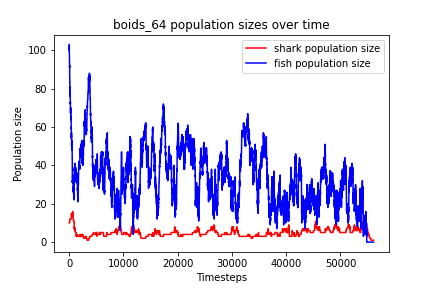 boids_64 population sizes over time
shark population size
fish population size
Population size
100
80
60
40
20
0
0 10000 20000 30000 40000 50000
Timesteps